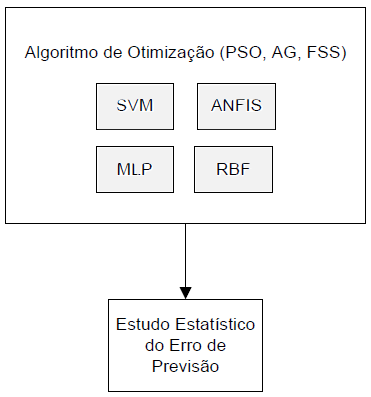 Algoritmo de Otimização (PSO, AG, FSS)
SVM ANFIS
MLP RBF
Estudo Estatístico
do Erro de
Previsão